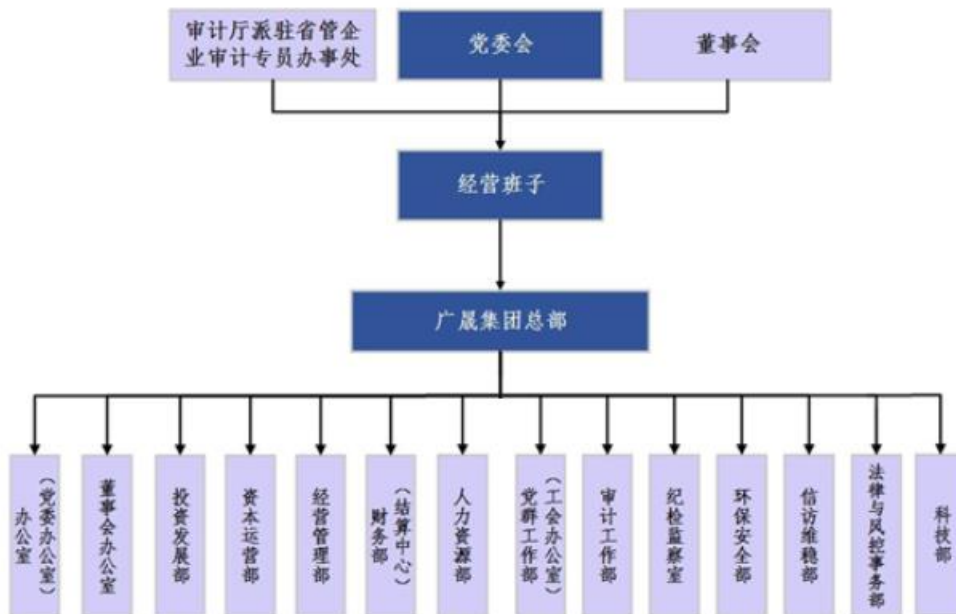 审计厅派驻省管企
业审计专员办事处
党委会
董事会
经营班子
广晟集团总部
办公室
（党委办公室）
董事会办公室
投资发展部
资本运营部
经营管理部
财务部
（结算中心）
人力资源部
党群工作部
（工会办公室）
审计工作部
纪检监察室
环保安全部
信访维稳部
法律与风控事务部
科技部